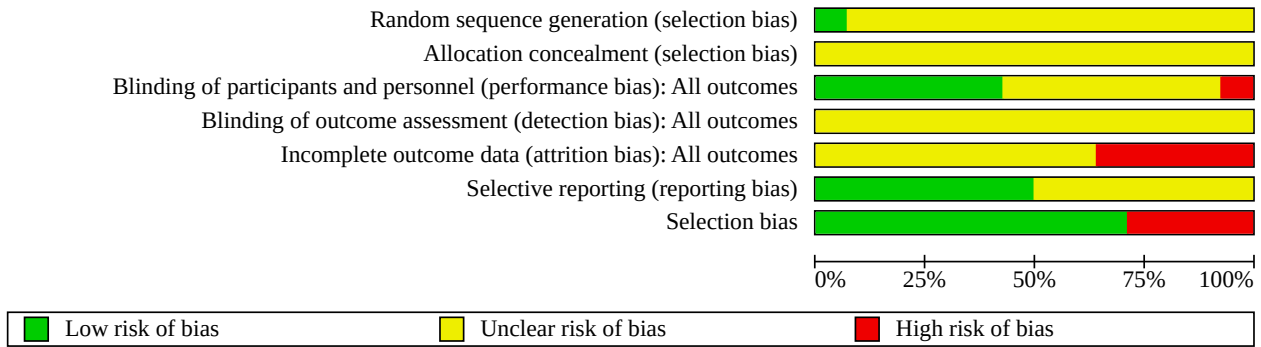 Random sequence generation (selection bias)
Allocation concealment (selection bias)
Blinding of participants and personnel (performance bias): All outcomes
Blinding of outcome assessment (detection bias): All outcomes
Incomplete outcome data (attrition bias): All outcomes
Selective reporting (reporting bias)
Selection bias
0% 25% 50% 75% 100%
Low risk of bias Unclear risk of bias High risk of bias